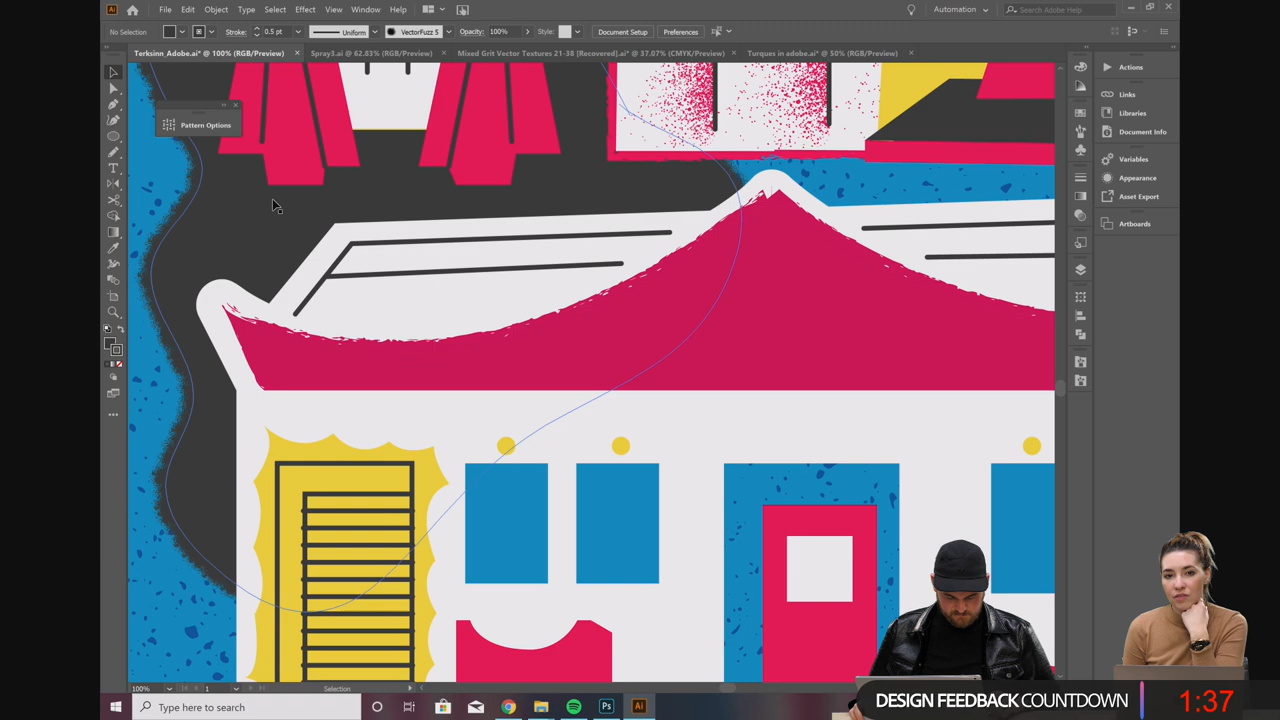 File Edit Object Type Select Effect View Window Help Automation Search Adobe Help
No Selection 0.5 pt Uniform VectorFuzz 5 Opacity: 100% Style: Document Setup Preferences
Terksinn_Adobe.ai* @ 100% (RGB/Preview) × Spray3.ai @ 62.83% (RGB/Preview) × Mixed Grit Vector Textures 21-38 [Recovered].ai* @ 37.07% (CMYK/Preview) × Turques in adobe.ai* @ 50% (RGB/Preview) ×
Actions
Links
Libraries
Pattern Options
Document Info
Variables
Appearance
Asset Export
Artboards
100% 1 Selection
DESIGN FEEDBACK COUNTDOWN 1:37
Type here to search
Ps
Ai